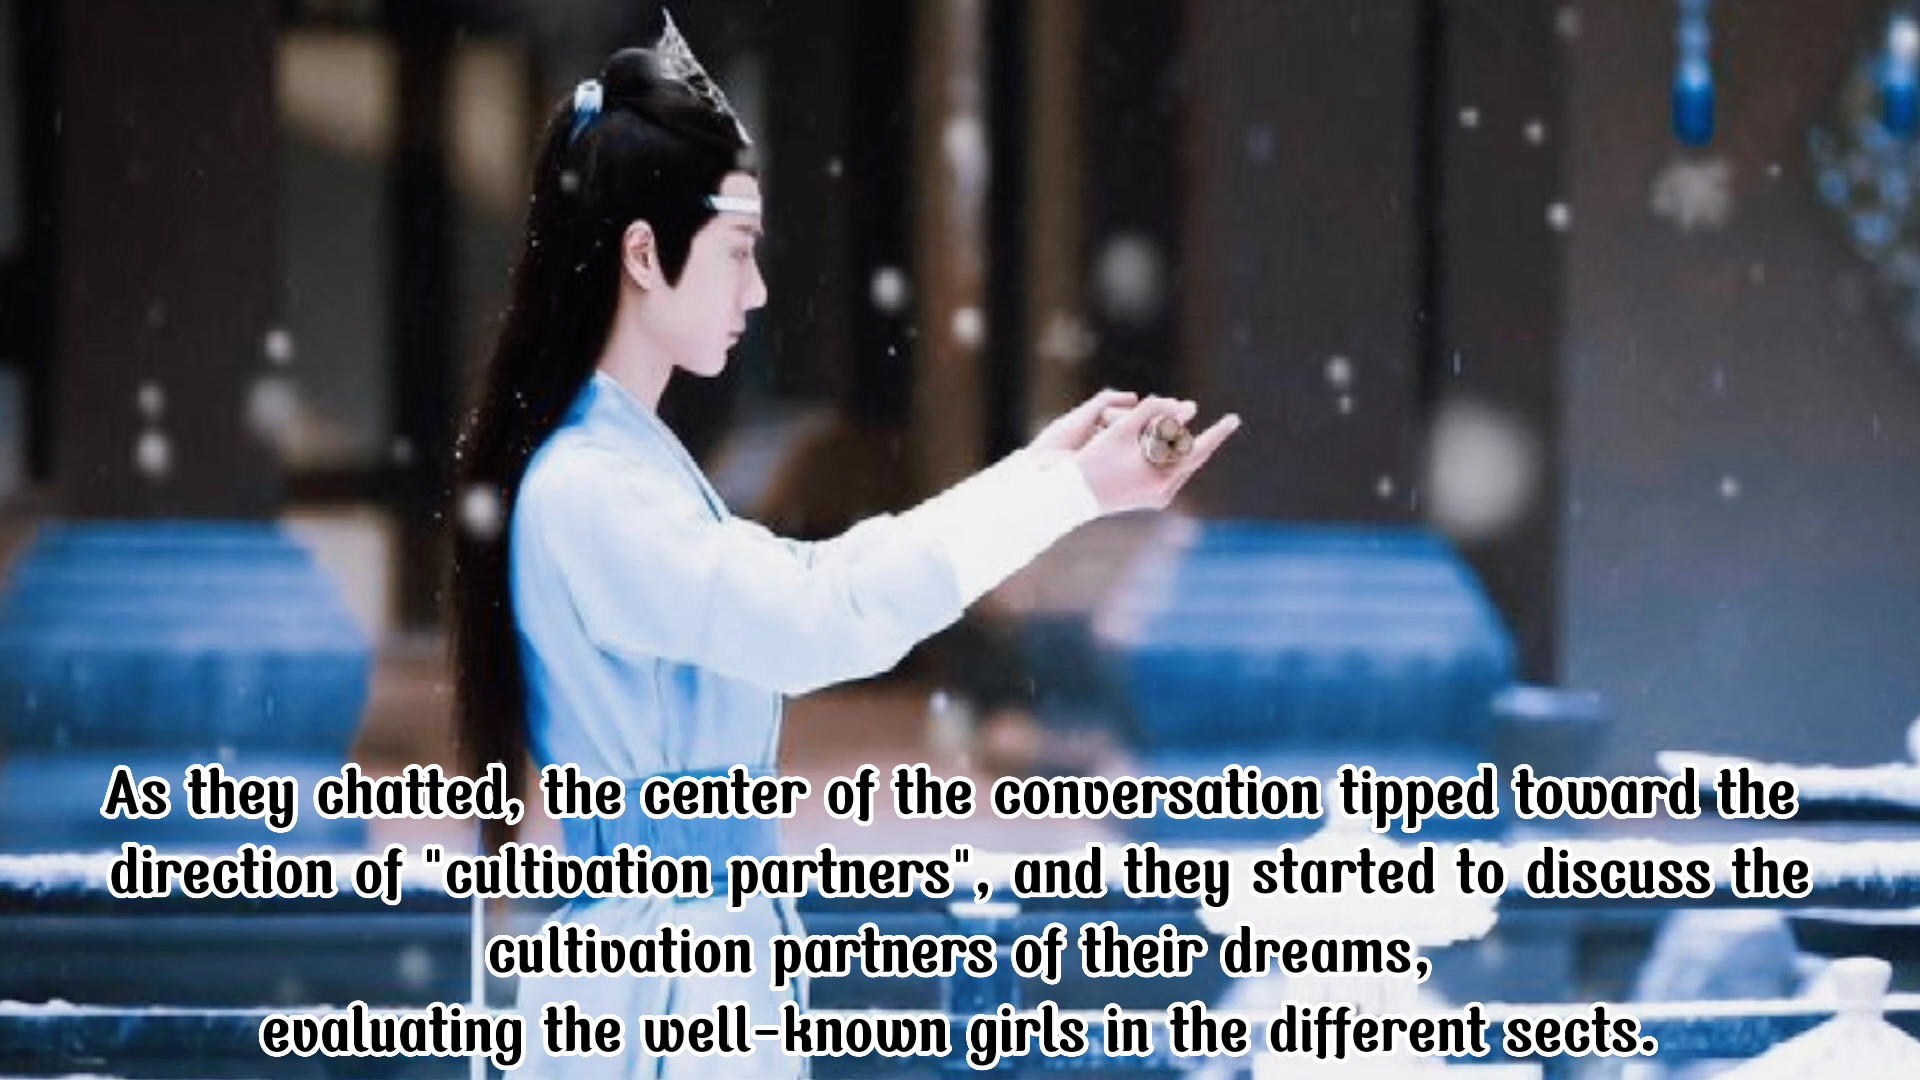 As they chatted, the center of the conversation tipped toward the
direction of "cultivation partners", and they started to discuss the
cultivation partners of their dreams,
evaluating the well-known girls in the different sects.